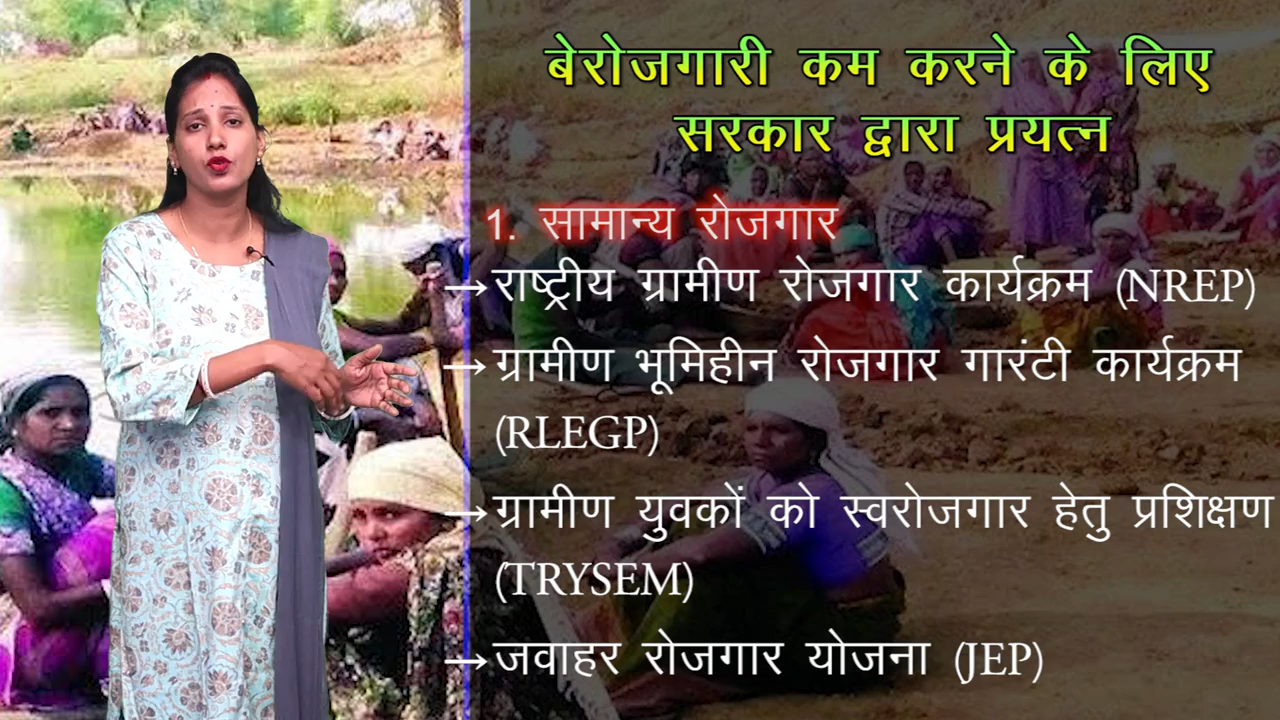 बेरोजगारी कम करने के लिए
सरकार द्वारा प्रयत्न
1. सामान्य रोजगार
→राष्ट्रीय ग्रामीण रोजगार कार्यक्रम (NREP)
→ग्रामीण भूमिहीन रोजगार गारंटी कार्यक्रम
(RLEGP)
→ग्रामीण युवकों को स्वरोजगार हेतु प्रशिक्षण
(TRYSEM)
→जवाहर रोजगार योजना (JEP)